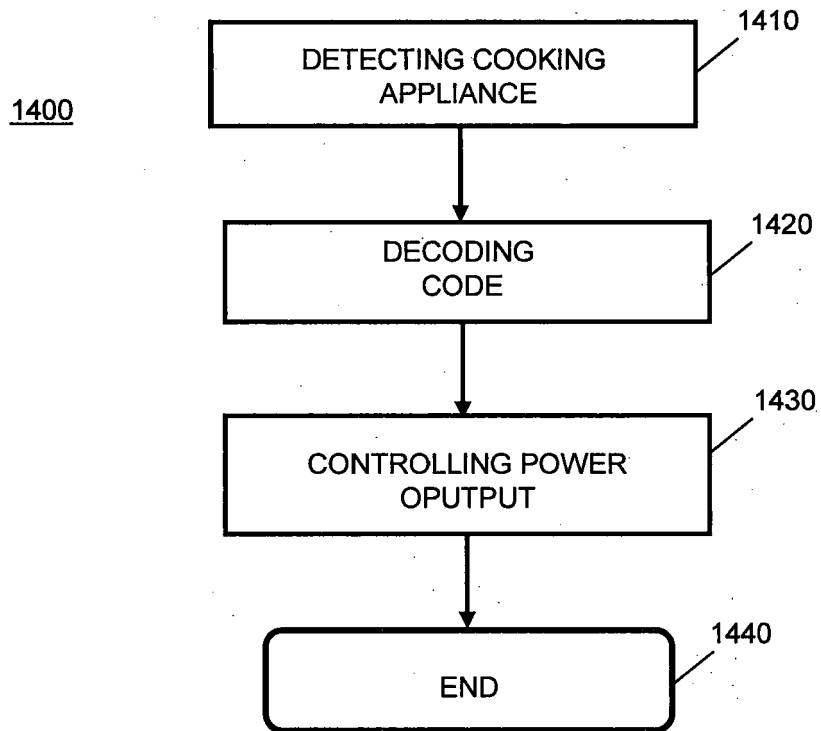 1410
DETECTING COOKING
APPLIANCE
1400
1420
DECODING
CODE
1430
CONTROLLING POWER
OPUTPUT
1440
END